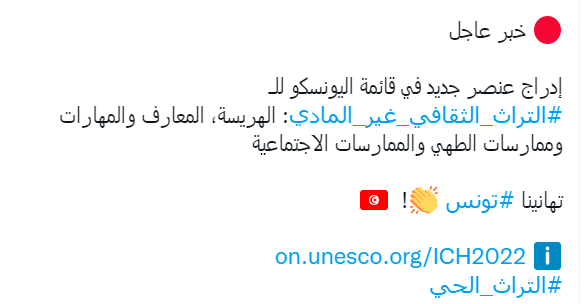 🔴 خبر عاجل
إدراج عنصر جديد في قائمة اليونسكو للـ
#التراث_الثقافي_غير_المادي: الهريسة، المعارف والمهارات
وممارسات الطهي والممارسات الاجتماعية
تهانينا #تونس 👏! 🇹🇳
ℹ️ on.unesco.org/ICH2022
#التراث_الحي